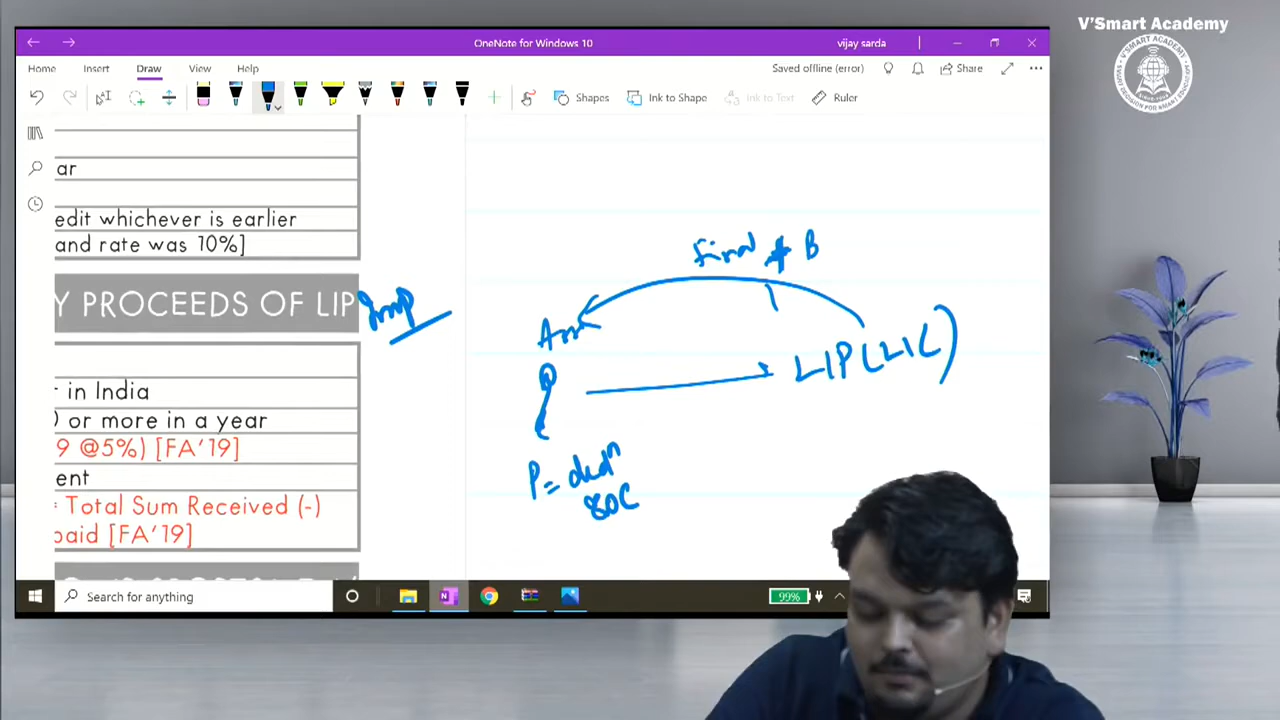 V'Smart Academy
OneNote for Windows 10
vijay sarda
Home Insert Draw View Help
Saved offline (error)
Share
Shapes
Ink to Shape
Ink to Text
Ruler
ar
edit whichever is earlier
and rate was 10%]
Y PROCEEDS OF LIP
Imp
in India
) or more in a year
9 @5%) [FA'19]
ent
= Total Sum Received (-)
paid [FA'19]
Final
B
LIP (LIC)
P = dedⁿ
80C
Search for anything
99%